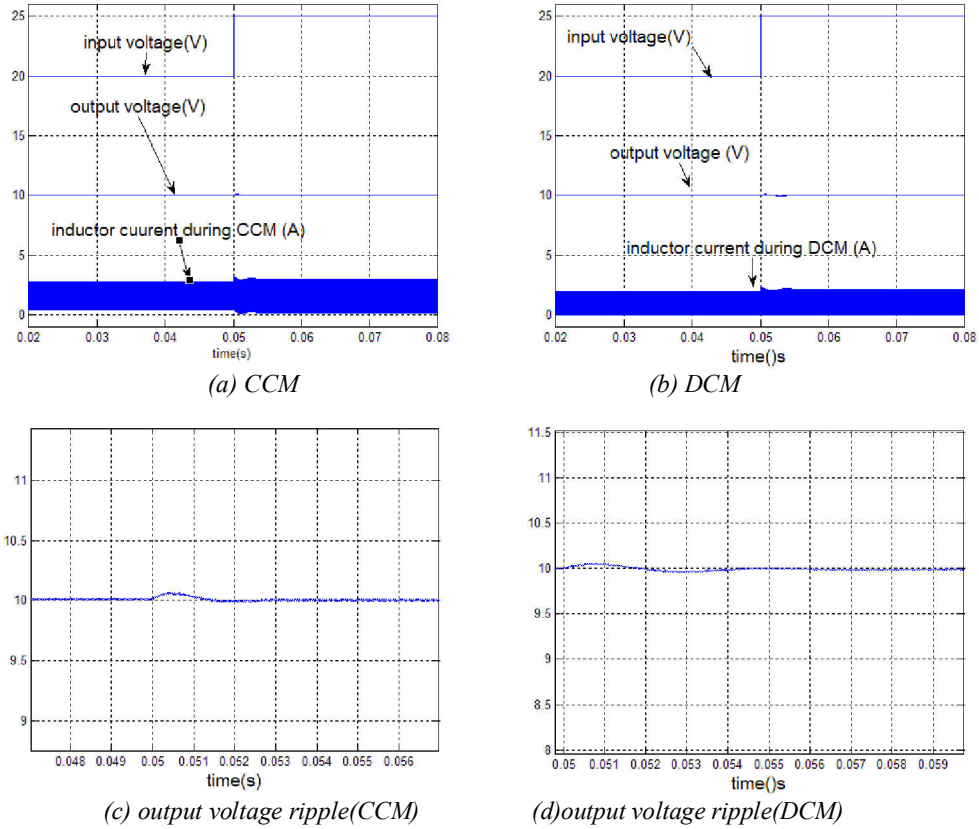 25
input voltage(V)
20
output voltage(V)
15
10
inductor cuurent during CCM (A)
5
0
0.02 0.03 0.04 0.05 0.06 0.07 0.08
time(s)
(a) CCM
25
input voltage(V)
20
15
output voltage (V)
10
inductor current during DCM (A)
5
0
0.02 0.03 0.04 0.05 0.06 0.07 0.08
time()s
(b) DCM
11
10.5
10
9.5
9
0.048 0.049 0.05 0.051 0.052 0.053 0.054 0.055 0.056
time(s)
(c) output voltage ripple(CCM)
11.5
11
10.5
10
9.5
9
8.5
8
0.05 0.051 0.052 0.053 0.054 0.055 0.056 0.057 0.058 0.059
time()s
(d)output voltage ripple(DCM)